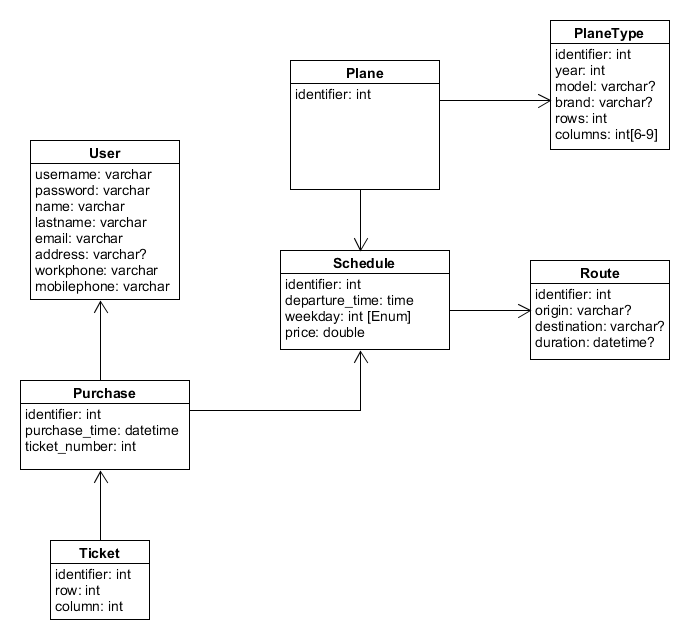 PlaneType
identifier: int
year: int
model: varchar?
brand: varchar?
rows: int
columns: int[6-9]
Plane
identifier: int
User
username: varchar
password: varchar
name: varchar
lastname: varchar
email: varchar
address: varchar?
workphone: varchar
mobilephone: varchar
Schedule
identifier: int
departure_time: time
weekday: int [Enum]
price: double
Route
identifier: int
origin: varchar?
destination: varchar?
duration: datetime?
Purchase
identifier: int
purchase_time: datetime
ticket_number: int
Ticket
identifier: int
row: int
column: int